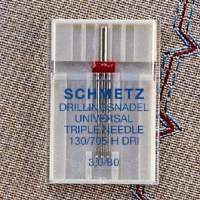 SCHMETZ
DRILLINGSNADEL
UNIVERSAL
TRIPLE NEEDLE
130/705 H DRI
3,0/80